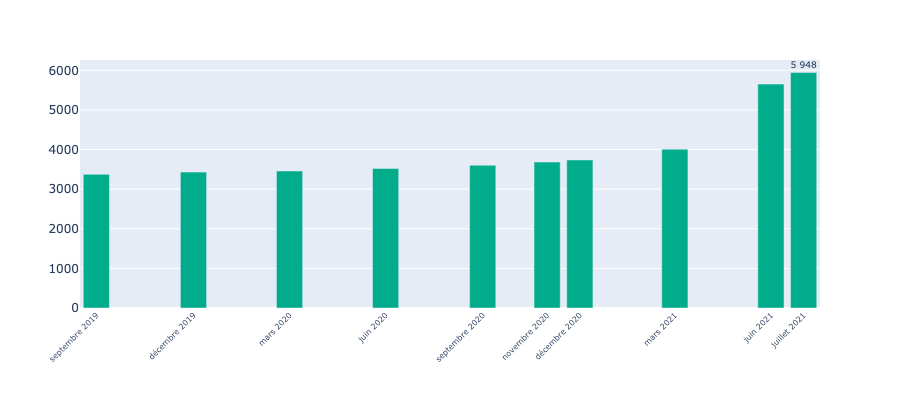 5 948
6000
5000
4000
3000
2000
1000
0
septembre 2019
décembre 2019
mars 2020
juin 2020
septembre 2020
novembre 2020
décembre 2020
mars 2021
juin 2021
juillet 2021